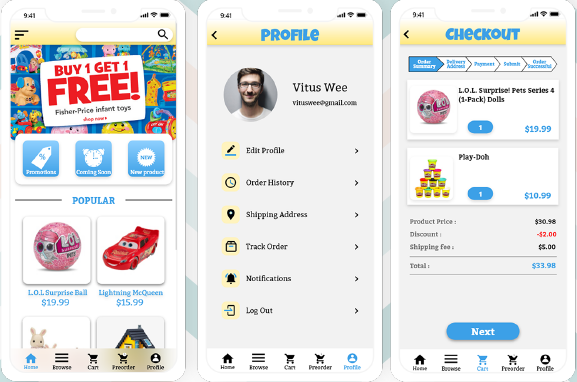 9:41
BUY 1 GET 1
FREE!
Fisher-Price infant toys
shop now ▸
Promotions
Coming Soon
NEW
New product
POPULAR
L.O.L Surprise Ball
$19.99
Lightning McQueen
$15.99
Home
Browse
Cart
Preorder
Profile
9:41
PROFILE
Vitus Wee
vituswee@gmail.com
Edit Profile
Order History
Shipping Address
Track Order
Notifications
Log Out
Home
Browse
Cart
Preorder
Profile
9:41
CHECKOUT
Order Summary
Delivery Address
Payment
Submit
Order Successful
L.O.L. Surprise! Pets Series 4
(1-Pack) Dolls
1
$19.99
Play-Doh
1
$10.99
Product Price : $30.98
Discount : -$2.00
Shipping fee : $5.00
Total : $33.98
Next
Home
Browse
Cart
Preorder
Profile